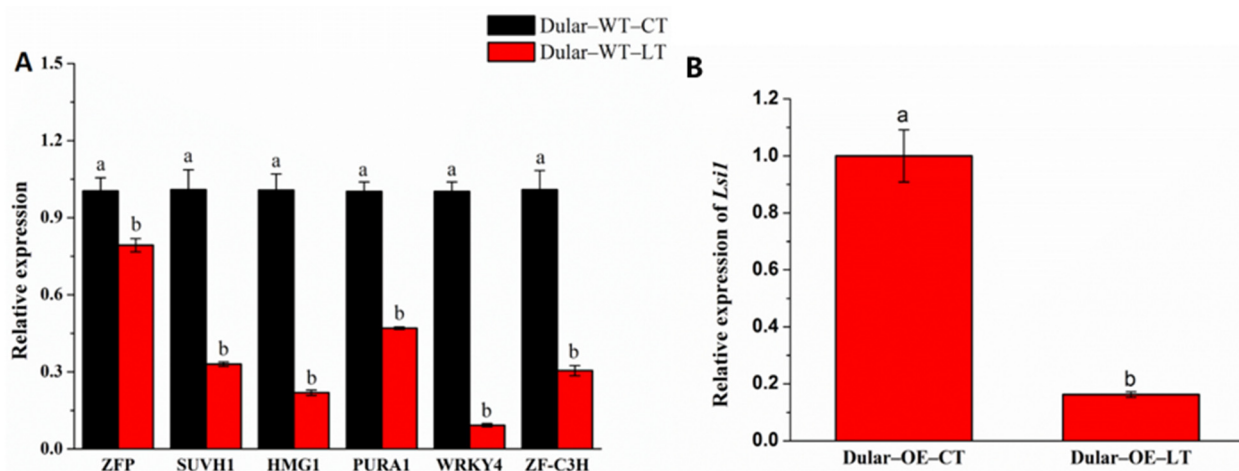 Dular–WT–CT
Dular–WT–LT
A
Relative expression
1.5
1.2
0.9
0.6
0.3
0.0
a
b
a
b
a
b
a
b
a
b
a
b
ZFP SUVH1 HMG1 PURA1 WRKY4 ZF-C3H
B
Relative expression of Lsi1
1.2
1.0
0.8
0.6
0.4
0.2
0.0
a
b
Dular–OE–CT Dular–OE–LT